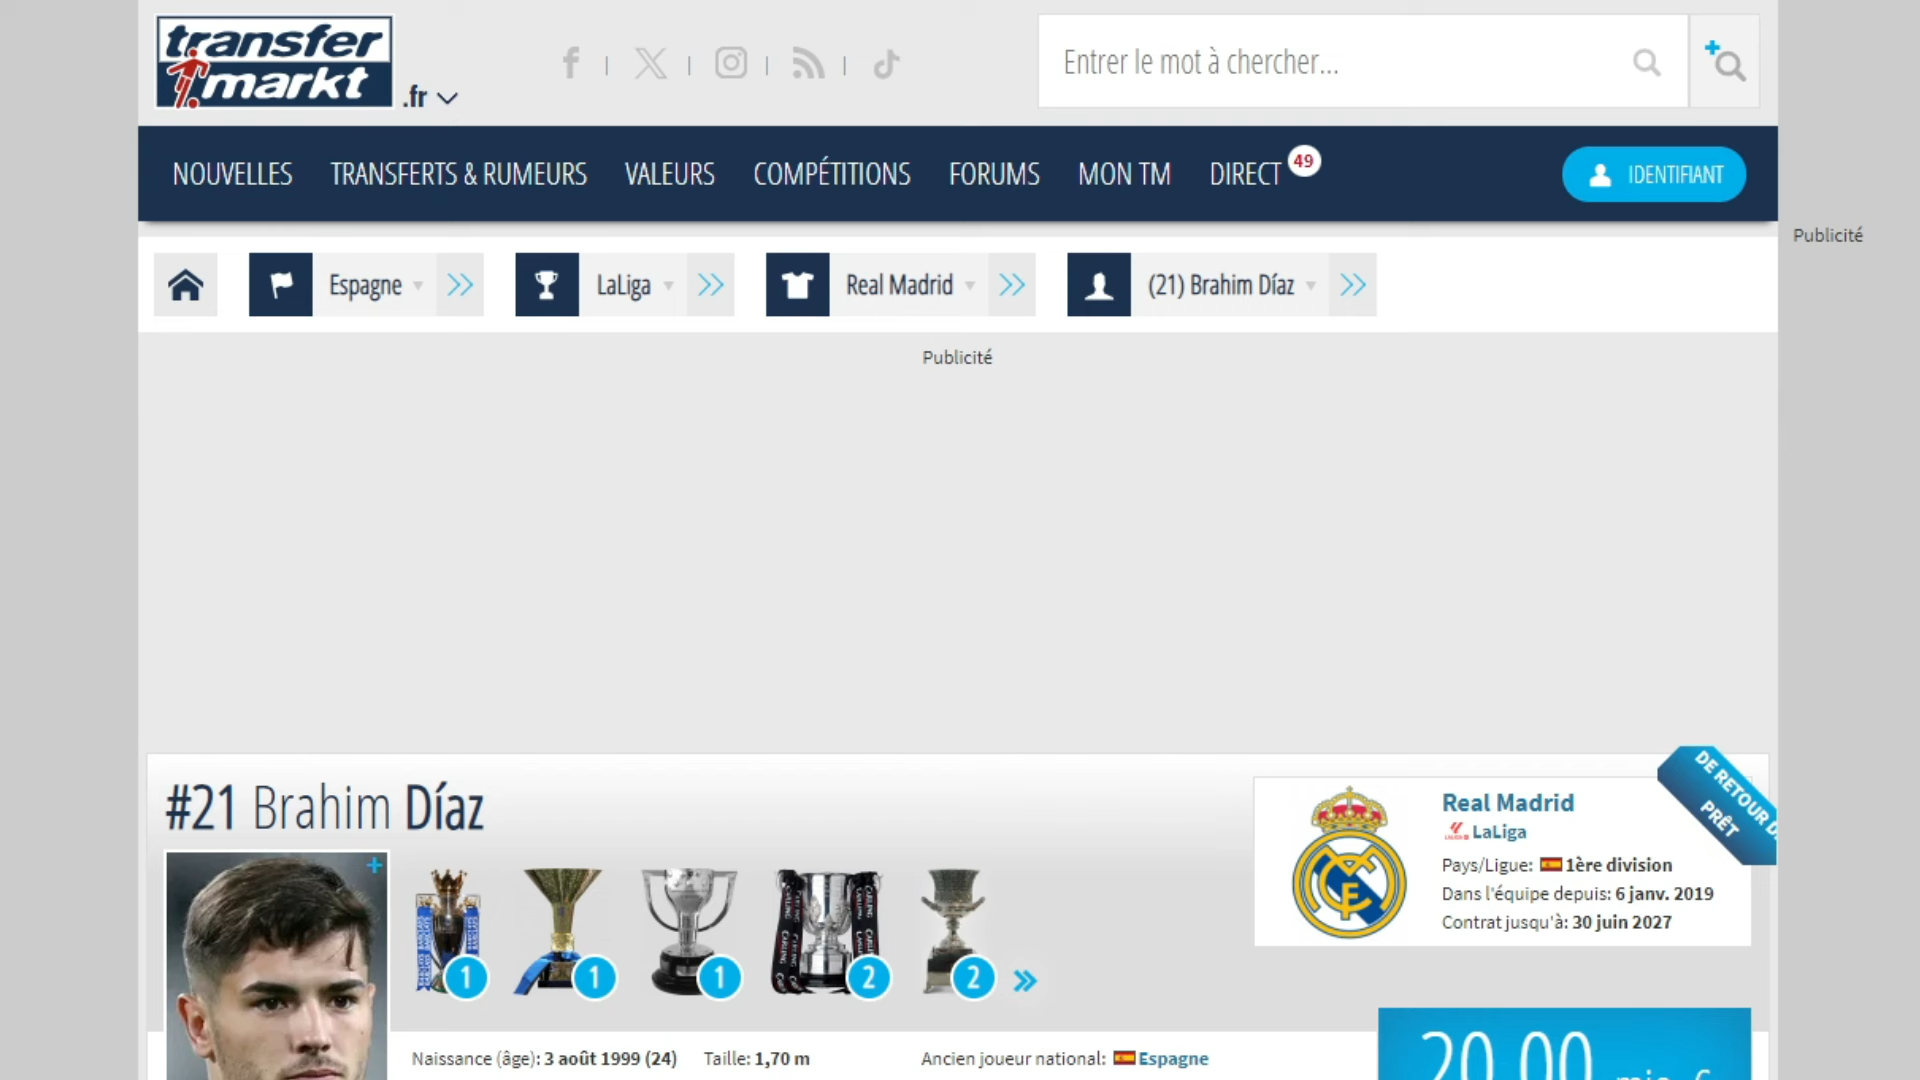 transfer
markt
.fr
Entrer le mot à chercher...
NOUVELLES TRANSFERTS & RUMEURS VALEURS COMPÉTITIONS FORUMS MON TM DIRECT 49 IDENTIFIANT
Publicité
Espagne LaLiga Real Madrid (21) Brahim Díaz
Publicité
#21 Brahim Díaz
DE RETOUR D
PRÊT
Real Madrid
LaLiga
Pays/Ligue: 1ère division
Dans l'équipe depuis: 6 janv. 2019
Contrat jusqu'à: 30 juin 2027
1 1 1 2 2
Naissance (âge): 3 août 1999 (24) Taille: 1,70 m Ancien joueur national: Espagne
20,00 mio. €